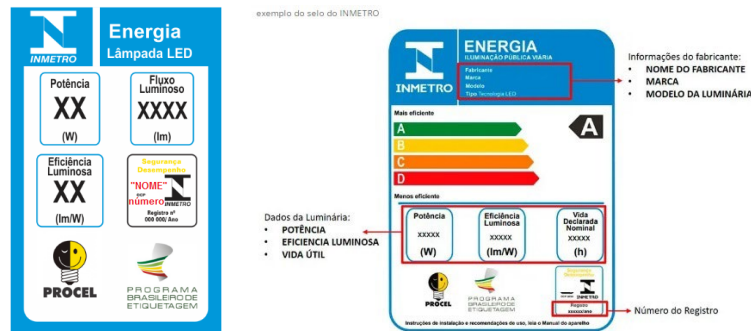 exemplo do selo do INMETRO
INMETRO
Energia
Lâmpada LED
Potência
XX
(W)
Fluxo
Luminoso
XXXX
(lm)
Eficiência
Luminosa
XX
(lm/W)
Segurança
Desempenho
"NOME"
OCP
número
INMETRO
Registro nº
000 000/ Ano
PROCEL
PROGRAMA
BRASILEIRO DE
ETIQUETAGEM
INMETRO
ENERGIA
ILUMINAÇÃO PÚBLICA VIÁRIA
Fabricante
Marca
Modelo
Tipo Tecnologia LED
Mais eficiente
A
B
C
D
A
Menos eficiente
Potência
XXXXX
(W)
Eficiência
Luminosa
XXXXX
(lm/W)
Vida
Declarada
Nominal
XXXXX
(h)
PROCEL
PROGRAMA
BRASILEIRO DE
ETIQUETAGEM
INMETRO
Registro
xxxxxx/ano
Instruções de instalação e recomendações de uso, leia o Manual do aparelho
Informações do fabricante:
• NOME DO FABRICANTE
• MARCA
• MODELO DA LUMINÁRIA
Dados da Luminária:
• POTÊNCIA
• EFICIENCIA LUMINOSA
• VIDA ÚTIL
Número do Registro